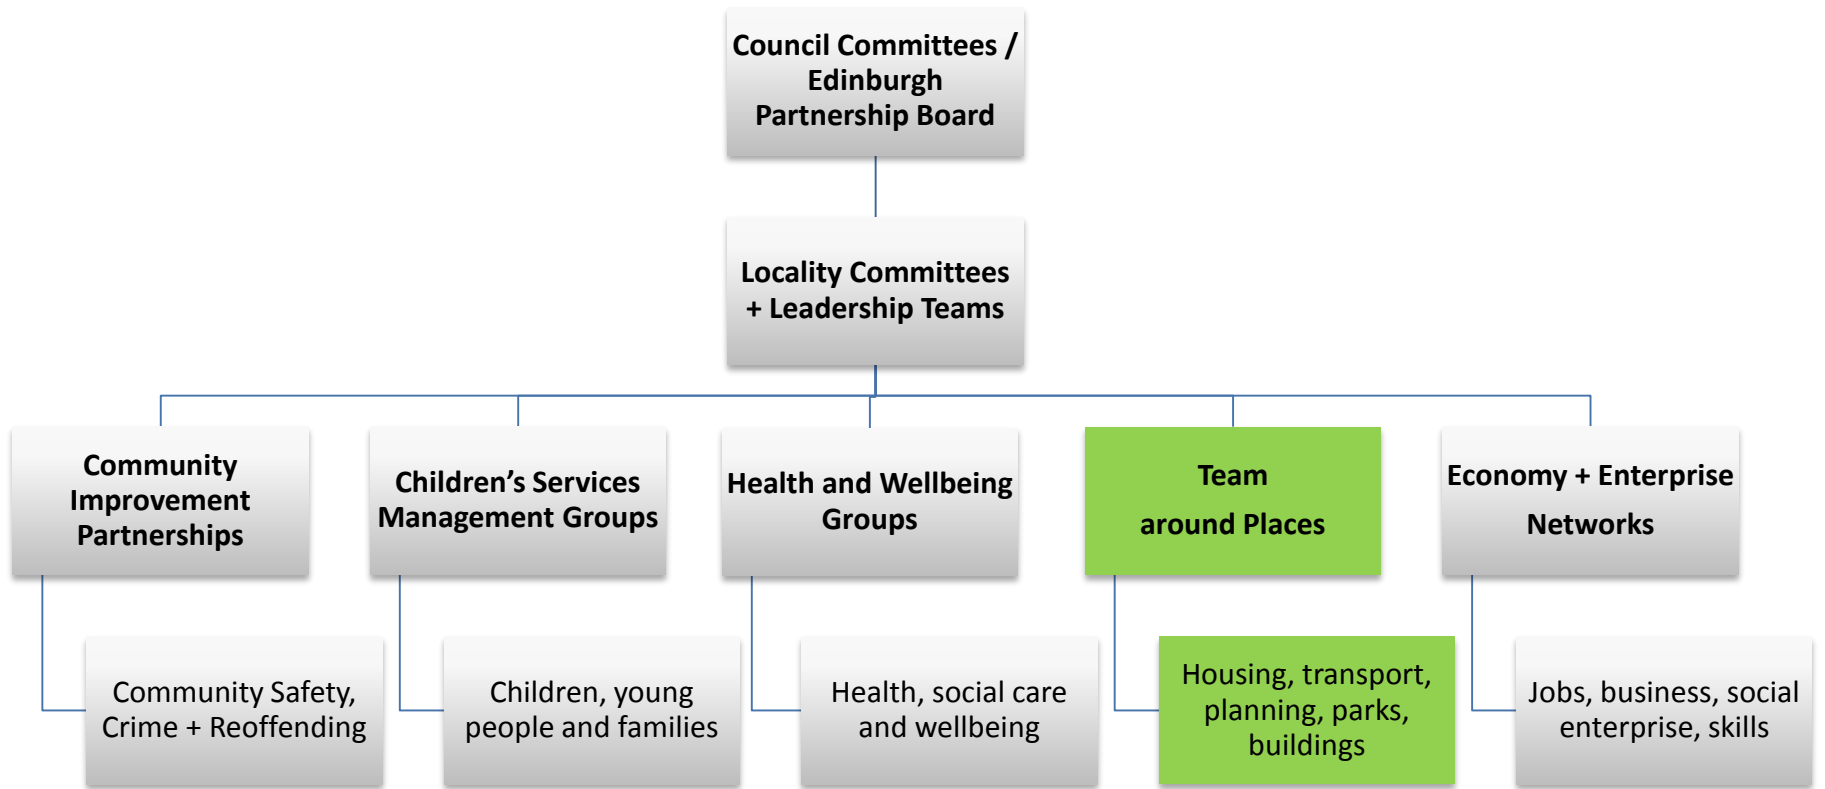 Council Committees /
Edinburgh
Partnership Board
Locality Committees
+ Leadership Teams
Community
Improvement
Partnerships
Children’s Services
Management Groups
Health and Wellbeing
Groups
Team
around Places
Economy + Enterprise
Networks
Community Safety,
Crime + Reoffending
Children, young
people and families
Health, social care
and wellbeing
Housing, transport,
planning, parks,
buildings
Jobs, business, social
enterprise, skills